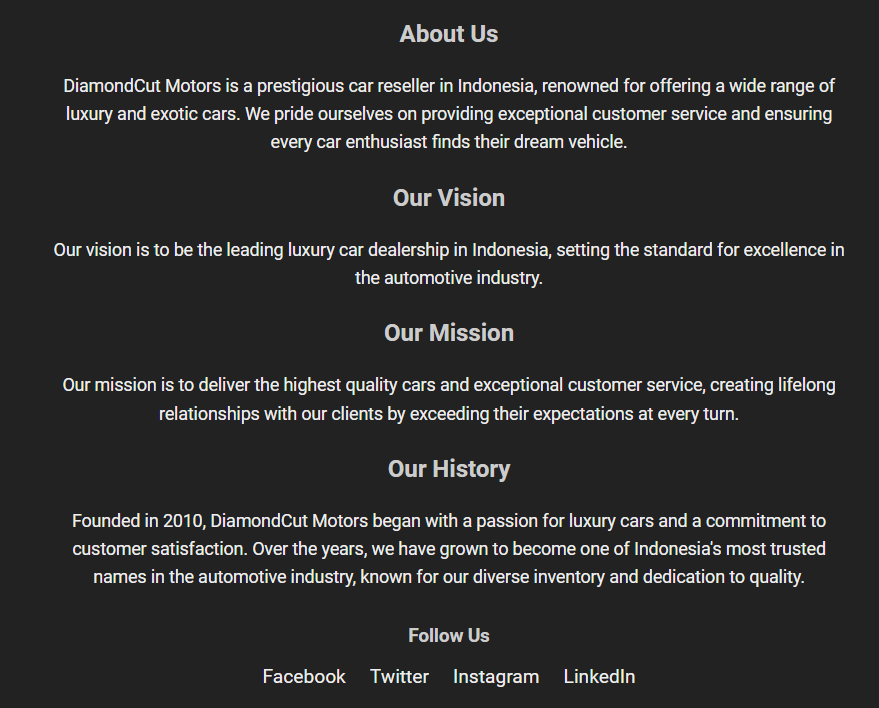 About Us
DiamondCut Motors is a prestigious car reseller in Indonesia, renowned for offering a wide range of
luxury and exotic cars. We pride ourselves on providing exceptional customer service and ensuring
every car enthusiast finds their dream vehicle.
Our Vision
Our vision is to be the leading luxury car dealership in Indonesia, setting the standard for excellence in
the automotive industry.
Our Mission
Our mission is to deliver the highest quality cars and exceptional customer service, creating lifelong
relationships with our clients by exceeding their expectations at every turn.
Our History
Founded in 2010, DiamondCut Motors began with a passion for luxury cars and a commitment to
customer satisfaction. Over the years, we have grown to become one of Indonesia's most trusted
names in the automotive industry, known for our diverse inventory and dedication to quality.
Follow Us
Facebook Twitter Instagram LinkedIn